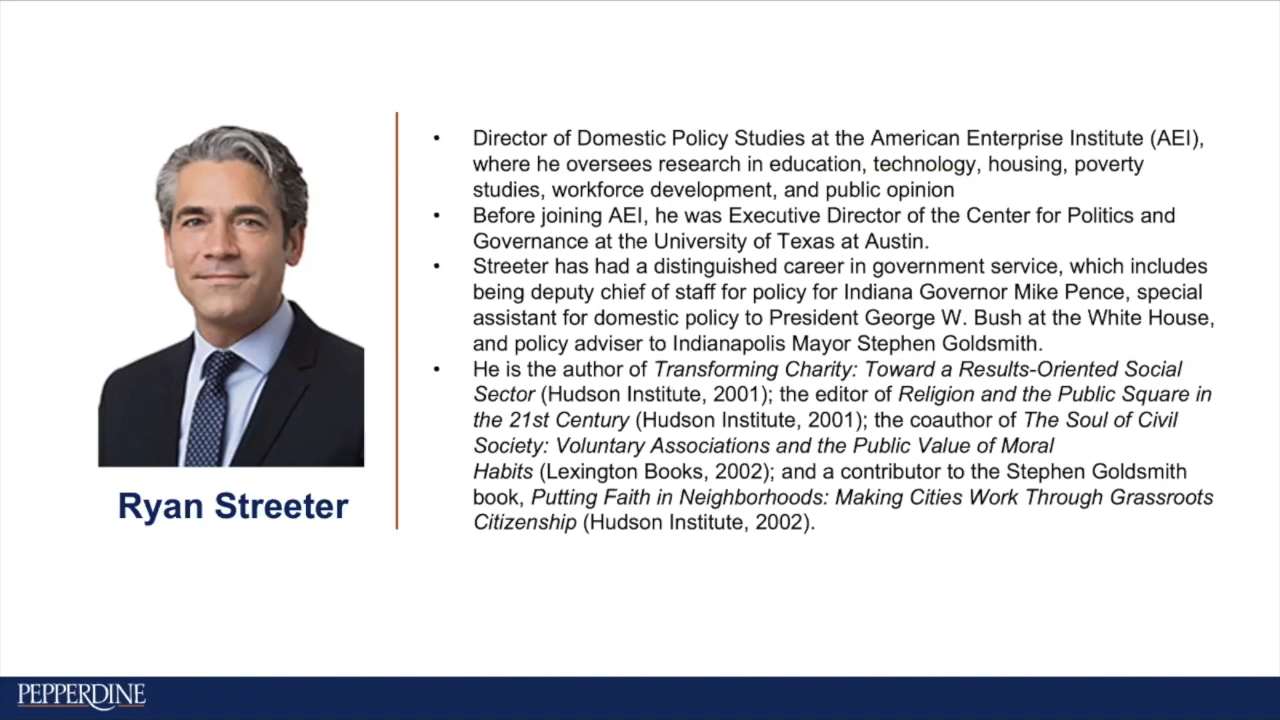 Ryan Streeter
• Director of Domestic Policy Studies at the American Enterprise Institute (AEI),
where he oversees research in education, technology, housing, poverty
studies, workforce development, and public opinion
• Before joining AEI, he was Executive Director of the Center for Politics and
Governance at the University of Texas at Austin.
• Streeter has had a distinguished career in government service, which includes
being deputy chief of staff for policy for Indiana Governor Mike Pence, special
assistant for domestic policy to President George W. Bush at the White House,
and policy adviser to Indianapolis Mayor Stephen Goldsmith.
• He is the author of Transforming Charity: Toward a Results-Oriented Social
Sector (Hudson Institute, 2001); the editor of Religion and the Public Square in
the 21st Century (Hudson Institute, 2001); the coauthor of The Soul of Civil
Society: Voluntary Associations and the Public Value of Moral
Habits (Lexington Books, 2002); and a contributor to the Stephen Goldsmith
book, Putting Faith in Neighborhoods: Making Cities Work Through Grassroots
Citizenship (Hudson Institute, 2002).
PEPPERDINE